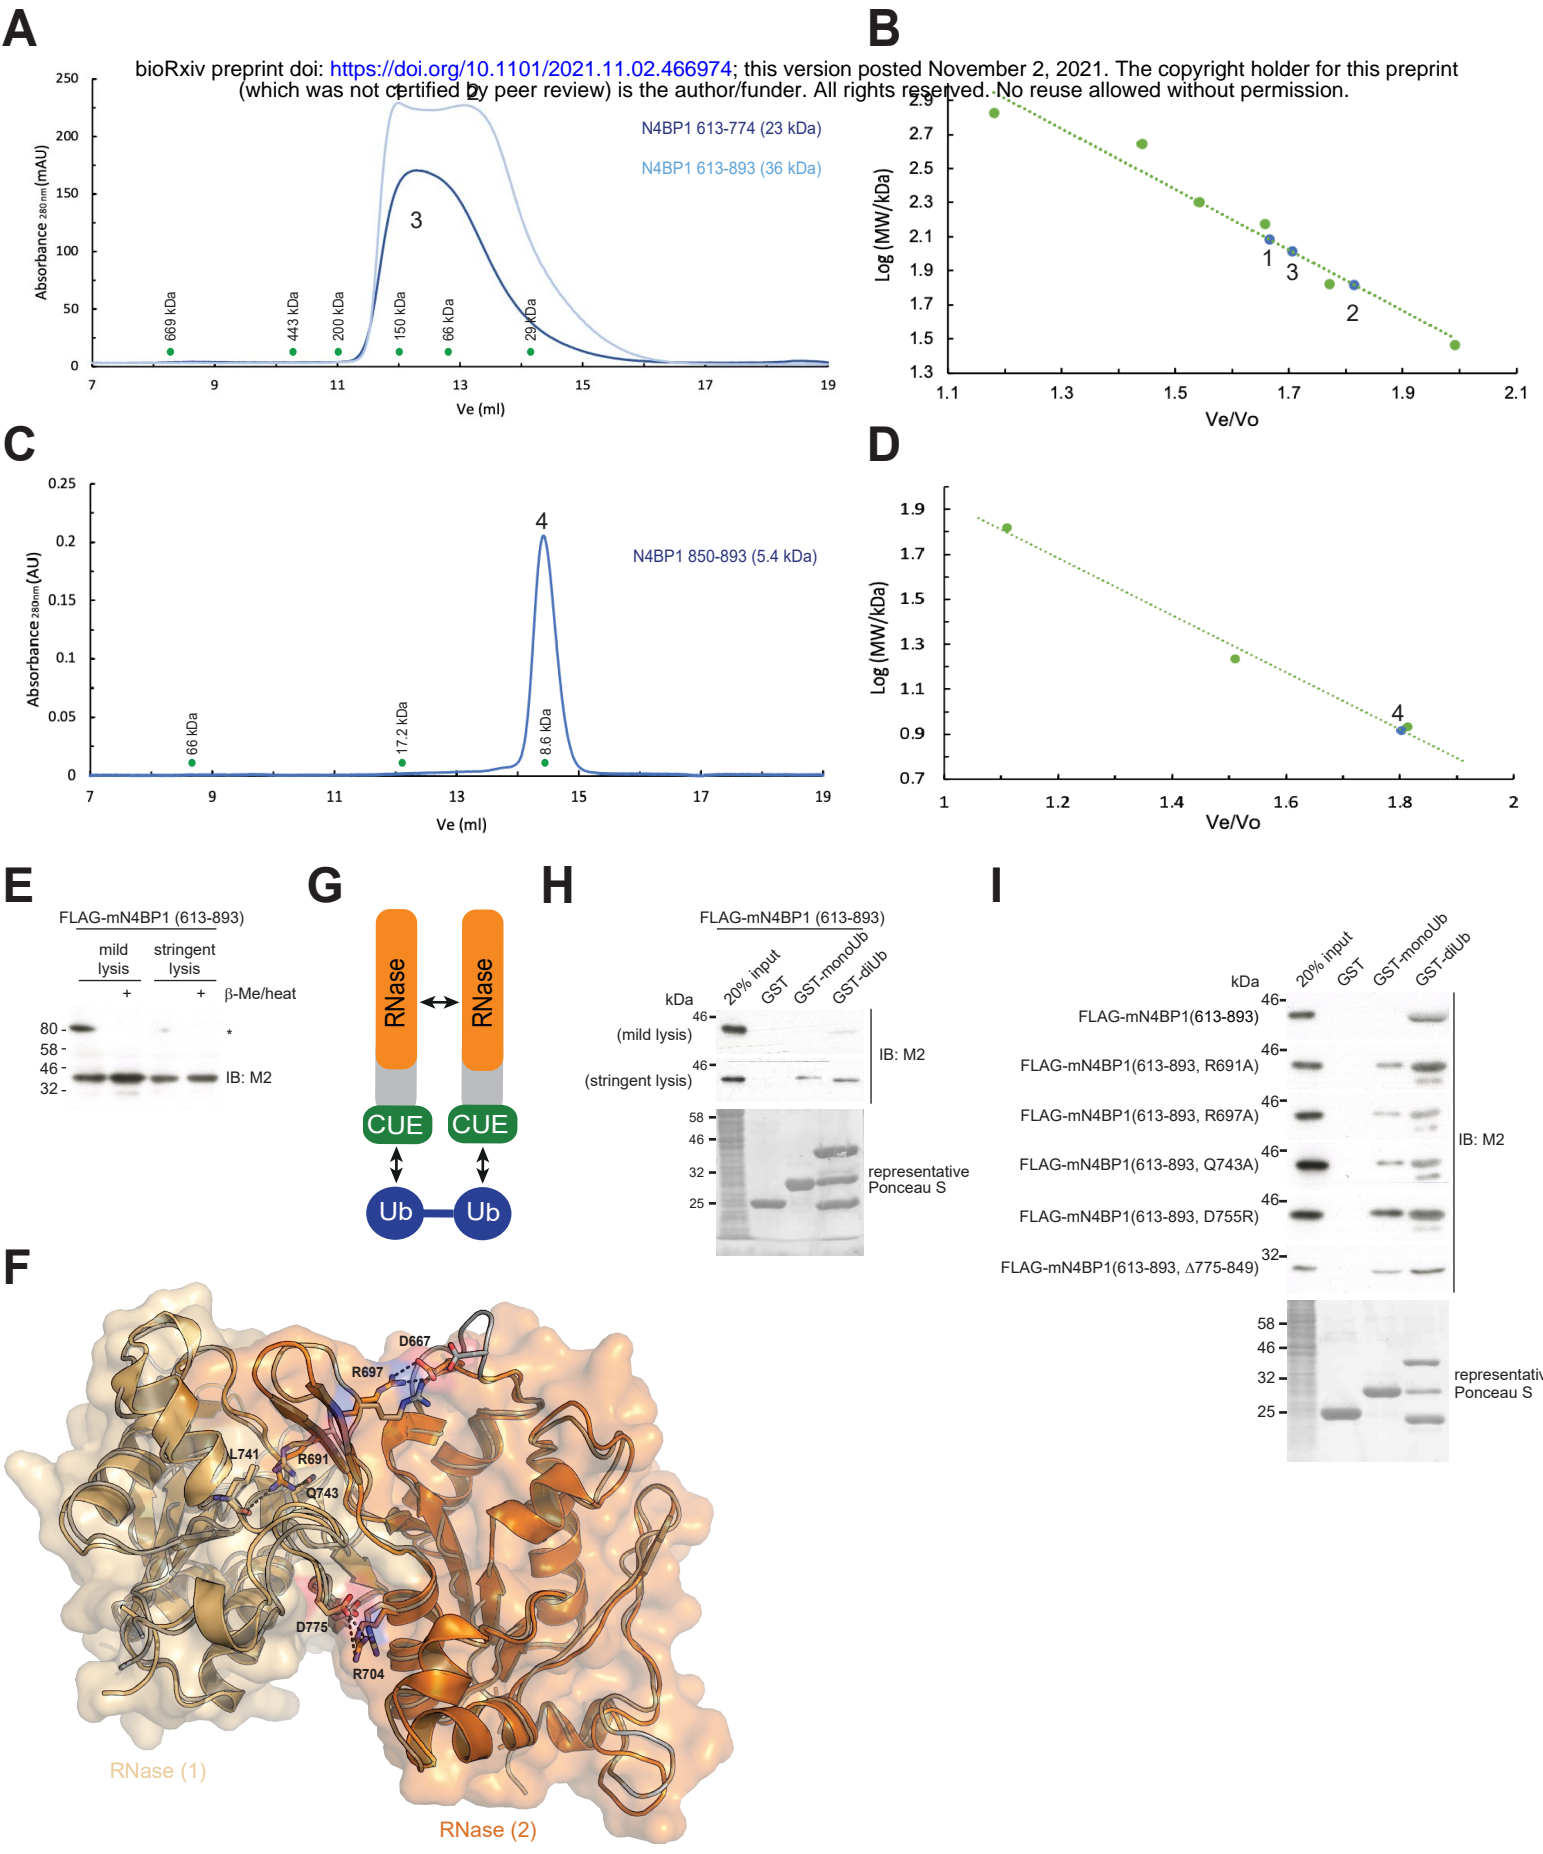 A
B
bioRxiv preprint doi: https://doi.org/10.1101/2021.11.02.466974; this version posted November 2, 2021. The copyright holder for this preprint
(which was not certified by peer review) is the author/funder. All rights reserved. No reuse allowed without permission.
250
200
150
100
50
0
Absorbance 280nm (mAU)
1
2
3
N4BP1 613-774 (23 kDa)
N4BP1 613-893 (36 kDa)
669 kDa
443 kDa
200 kDa
150 kDa
66 kDa
29 kDa
7
9
11
13
15
17
19
Ve (ml)
2.9
2.7
2.5
2.3
2.1
1.9
1.7
1.5
1.3
Log (MW/kDa)
1
3
2
1.1
1.3
1.5
1.7
1.9
2.1
Ve/Vo
C
D
0.25
0.2
0.15
0.1
0.05
0
Absorbance 280nm (AU)
4
N4BP1 850-893 (5.4 kDa)
66 kDa
17.2 kDa
8.6 kDa
7
9
11
13
15
17
19
Ve (ml)
1.9
1.7
1.5
1.3
1.1
0.9
0.7
Log (MW/kDa)
4
1
1.2
1.4
1.6
1.8
2
Ve/Vo
E
FLAG-mN4BP1 (613-893)
mild
lysis
stringent
lysis
+
+
β-Me/heat
80
58
46
32
*
IB: M2
G
RNase
RNase
CUE
CUE
Ub
Ub
H
FLAG-mN4BP1 (613-893)
20% input
GST
GST-monoUb
GST-diUb
kDa
46
(mild lysis)
46
(stringent lysis)
IB: M2
58
46
32
25
representative
Ponceau S
I
20% input
GST
GST-monoUb
GST-diUb
kDa
46
FLAG-mN4BP1(613-893)
46
FLAG-mN4BP1(613-893, R691A)
46
FLAG-mN4BP1(613-893, R697A)
46
FLAG-mN4BP1(613-893, Q743A)
46
FLAG-mN4BP1(613-893, D755R)
32
FLAG-mN4BP1(613-893, Δ775-849)
IB: M2
58
46
32
25
representativ
Ponceau S
F
D667
R697
L741
R691
Q743
D775
R704
RNase (1)
RNase (2)